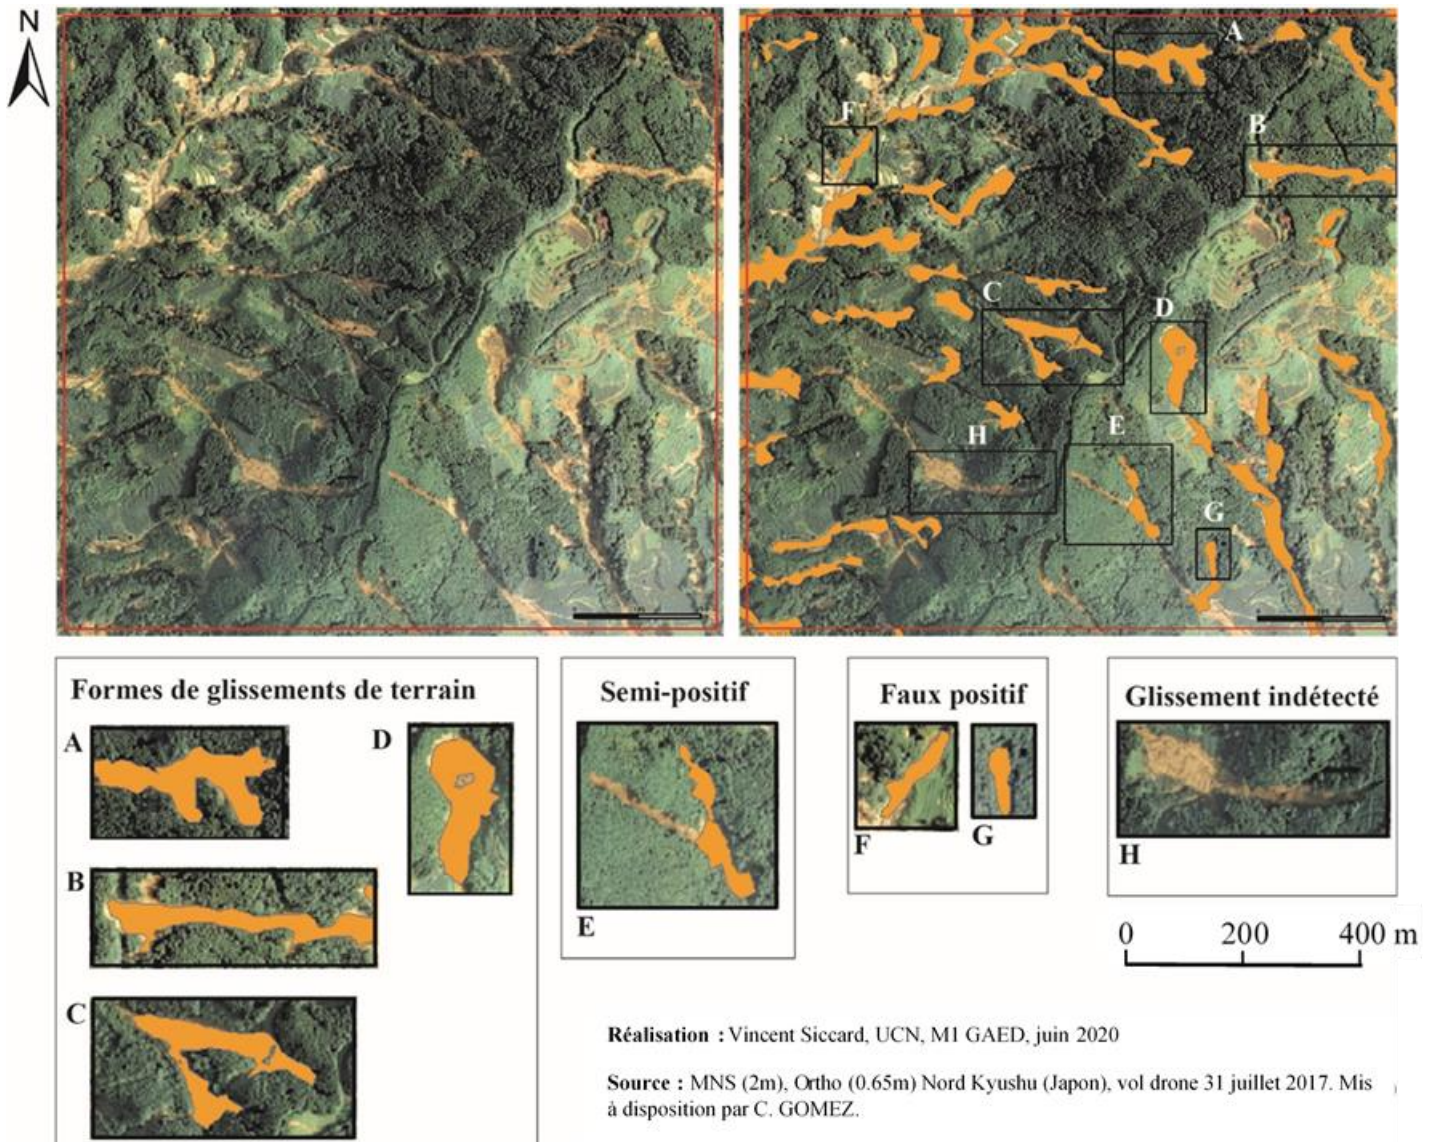 N
A
F
B
C
D
E
H
G
Formes de glissements de terrain
A
D
B
C
Semi-positif
E
Faux positif
F
G
Glissement indétecté
H
0 200 400 m
Réalisation : Vincent Siccard, UCN, M1 GAED, juin 2020
Source : MNS (2m), Ortho (0.65m) Nord Kyushu (Japon), vol drone 31 juillet 2017. Mis
à disposition par C. GOMEZ.